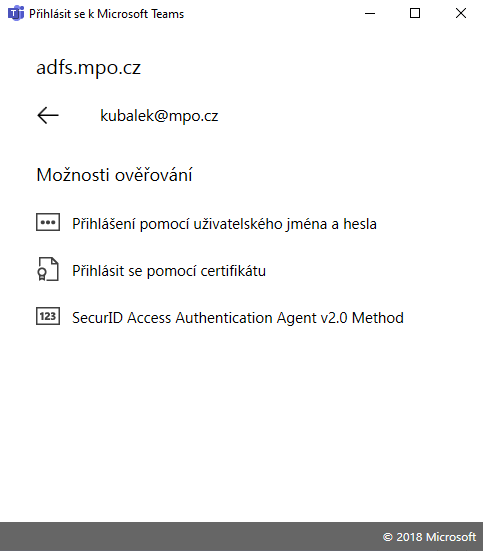 Přihlásit se k Microsoft Teams
adfs.mpo.cz
kubalek@mpo.cz
Možnosti ověřování
Přihlášení pomocí uživatelského jména a hesla
Přihlásit se pomocí certifikátu
123
SecurID Access Authentication Agent v2.0 Method
© 2018 Microsoft